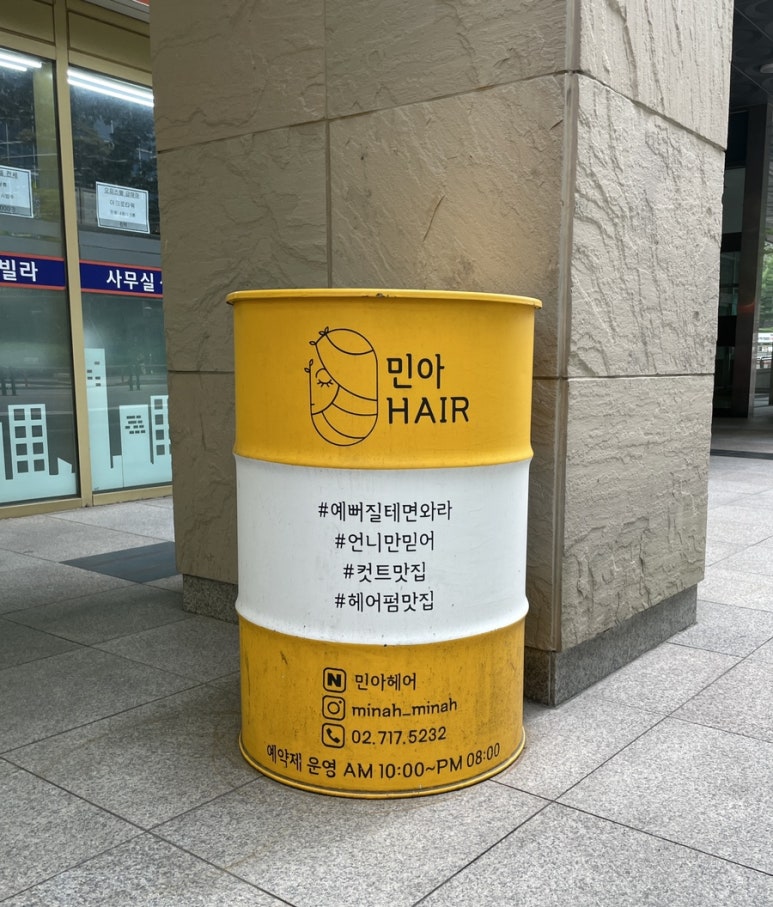 빌라
사무실
민아
HAIR
#예뻐질테면와라
#언니만믿어
#컷트맛집
#헤어펌맛집
N 민아헤어
minah_minah
02.717.5232
예약제 운영 AM 10:00~PM 08:00